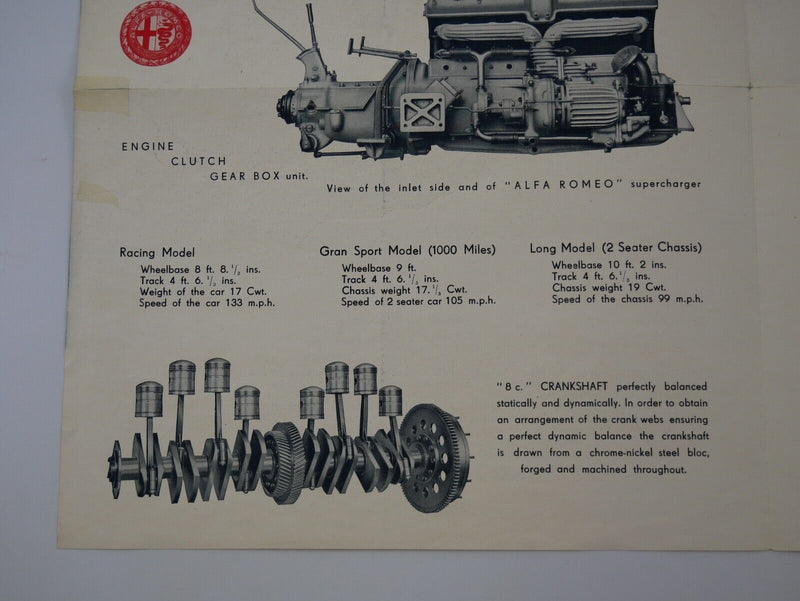 ALFA-ROMEO
ENGINE
CLUTCH
GEAR BOX unit.
View of the inlet side and of "ALFA ROMEO" supercharger
Racing Model
Wheelbase 8 ft. 8. 1/2 ins.
Track 4 ft. 6. 1/2 ins.
Weight of the car 17 Cwt.
Speed of the car 133 m.p.h.
Gran Sport Model (1000 Miles)
Wheelbase 9 ft.
Track 4 ft. 6. 1/2 ins.
Chassis weight 17. 1/2 Cwt.
Speed of 2 seater car 105 m.p.h.
Long Model (2 Seater Chassis)
Wheelbase 10 ft. 2 ins.
Track 4 ft. 6. 1/2 ins.
Chassis weight 19 Cwt.
Speed of the chassis 99 m.p.h.
"8 c." CRANKSHAFT perfectly balanced
statically and dynamically. In order to obtain
an arrangement of the crank webs ensuring
a perfect dynamic balance the crankshaft
is drawn from a chrome-nickel steel bloc,
forged and machined throughout.